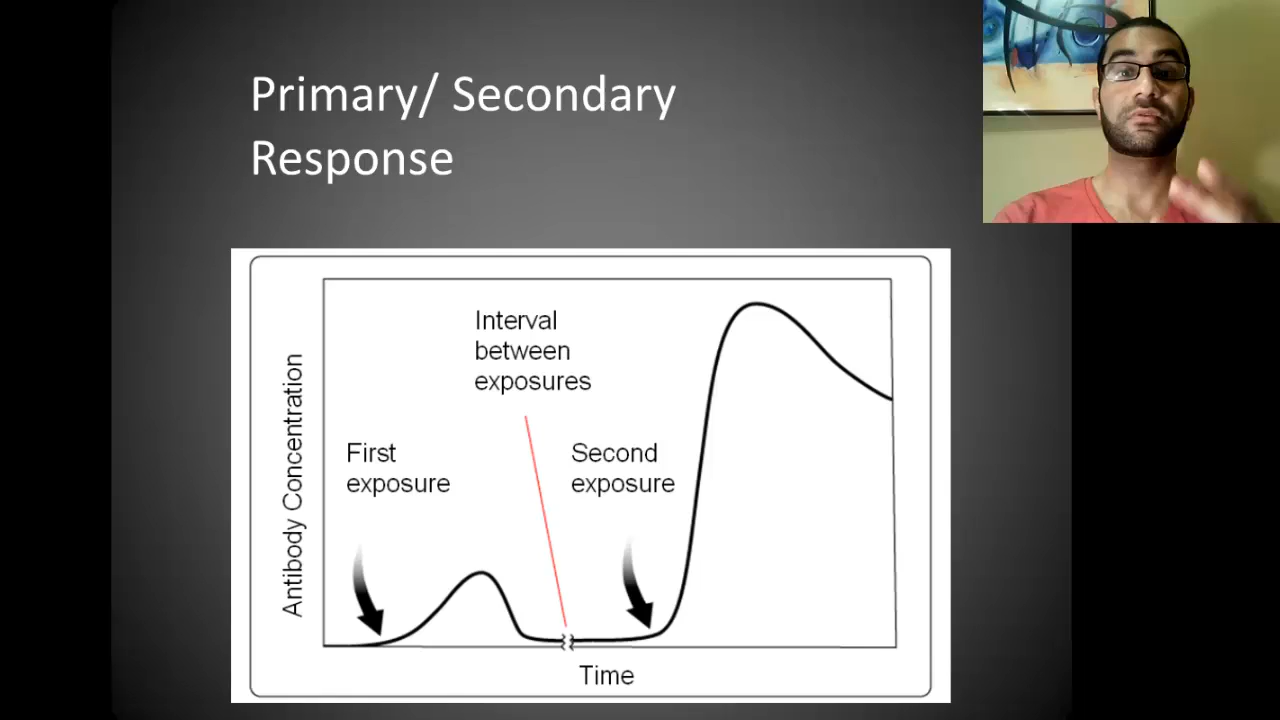 Primary/ Secondary
Response
Interval
between
exposures
First
exposure
Second
exposure
Antibody Concentration
Time